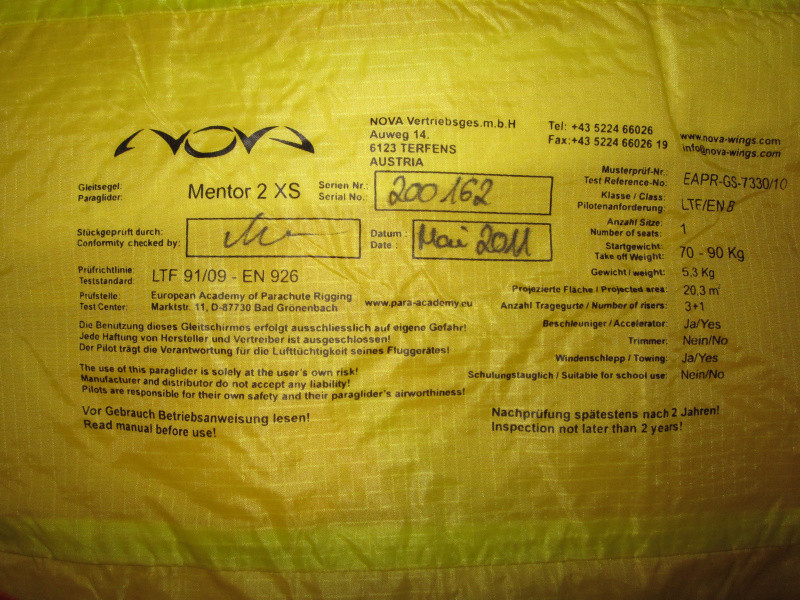 NOVA
NOVA Vertriebsges.m.b.H
Auweg 14.
6123 TERFENS
AUSTRIA
Tel: +43 5224 66026
Fax:+43 5224 66026 19
www.nova-wings.com
info@nova-wings.com
Gleitsegel:
Paraglider:
Mentor 2 XS
Serien Nr.:
Serial No.:
200162
Musterprüf-Nr.:
Test Reference-No.
EAPR-GS-7330/10
Klasse / Class:
Pilotenanforderung:
LTF/EN B
Stückgeprüft durch:
Conformity checked by:
Datum :
Date :
Mai 2011
Anzahl Sitze:
Number of seats:
1
Startgewicht:
Take off Weight:
70 - 90 Kg
Gewicht / weight:
5,3 Kg
Prüfrichtlinie:
Teststandard:
LTF 91/09 - EN 926
Projezierte Fläche / Projected area:
20,3 m²
Prüfstelle:
Test Center:
European Academy of Parachute Rigging
Marktstr. 11, D-87730 Bad Grönenbach
www.para-academy.eu
Anzahl Tragegurte / Number of risers:
3+1
Beschleuniger / Accelerator:
Ja/Yes
Trimmer:
Nein/No
Windenschlepp / Towing:
Ja/Yes
Schulungstauglich / Suitable for school use:
Nein/No
Die Benutzung dieses Gleitschirmes erfolgt ausschliesslich auf eigene Gefahr!
Jede Haftung von Hersteller und Vertreiber ist ausgeschlossen!
Der Pilot trägt die Verantwortung für die Lufttüchtigkeit seines Fluggerätes!
The use of this paraglider is solely at the user's own risk!
Manufacturer and distributor do not accept any liability!
Pilots are responsible for their own safety and their paraglider's airworthiness!
Vor Gebrauch Betriebsanweisung lesen!
Read manual before use!
Nachprüfung spätestens nach 2 Jahren!
Inspection not later than 2 years!